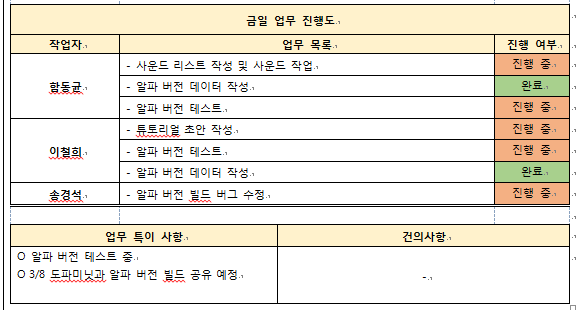 금일 업무 진행도
작업자 업무 목록 진행 여부
함동균
- 사운드 리스트 작성 및 사운드 작업 진행 중
- 알파 버전 데이터 작성 완료
- 알파 버전 테스트 진행 중
이철희
- 튜토리얼 초안 작성 진행 중
- 알파 버전 테스트 진행 중
- 알파 버전 데이터 작성 완료
송경석 - 알파 버전 빌드 버그 수정 진행 중
업무 특이 사항 건의사항
O 알파 버전 테스트 중
O 3/8 도파미닛과 알파 버전 빌드 공유 예정
-